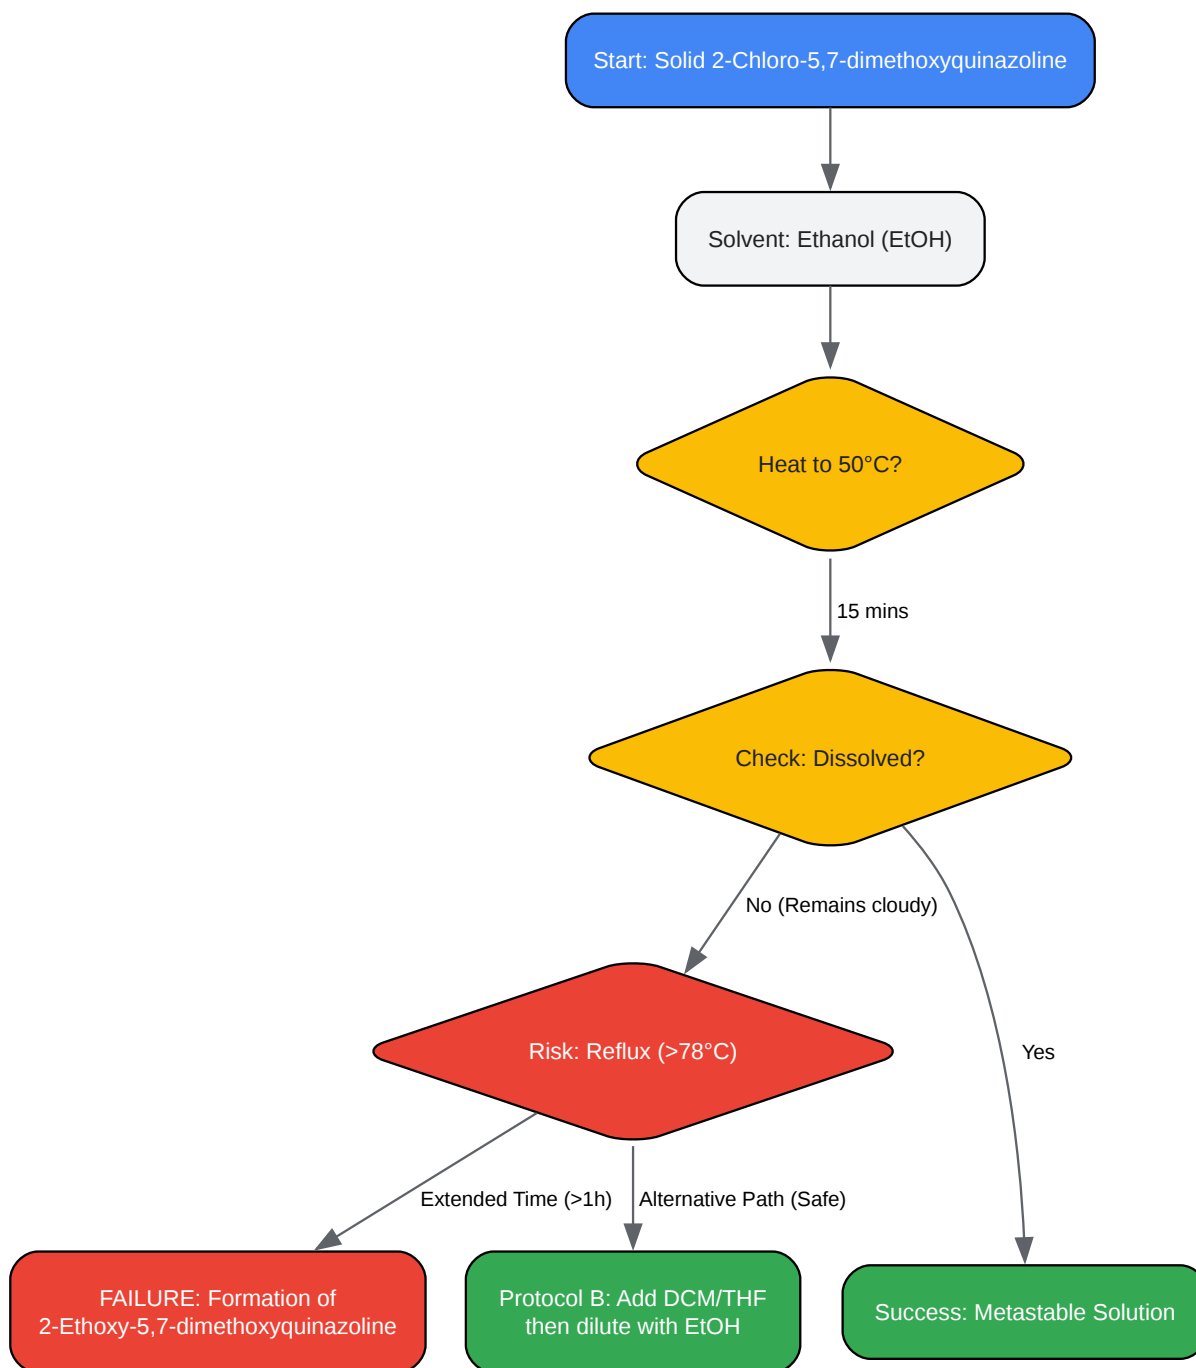 Start: Solid 2-Chloro-5,7-dimethoxyquinazoline
Solvent: Ethanol (EtOH)
Heat to 50°C?
15 mins
Check: Dissolved?
No (Remains cloudy)
Risk: Reflux (>78°C)
Yes
Extended Time (>1h)
Alternative Path (Safe)
FAILURE: Formation of
2-Ethoxy-5,7-dimethoxyquinazoline
Protocol B: Add DCM/THF
then dilute with EtOH
Success: Metastable Solution